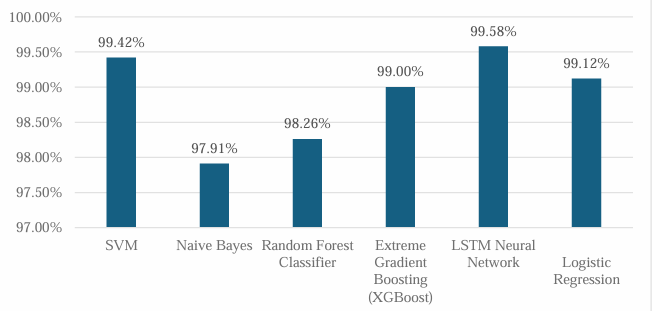 100.00%
99.50%
99.00%
98.50%
98.00%
97.50%
97.00%
99.42%
97.91%
98.26%
99.00%
99.58%
99.12%
SVM
Naive Bayes
Random Forest
Classifier
Extreme
Gradient
Boosting
(XGBoost)
LSTM Neural
Network
Logistic
Regression